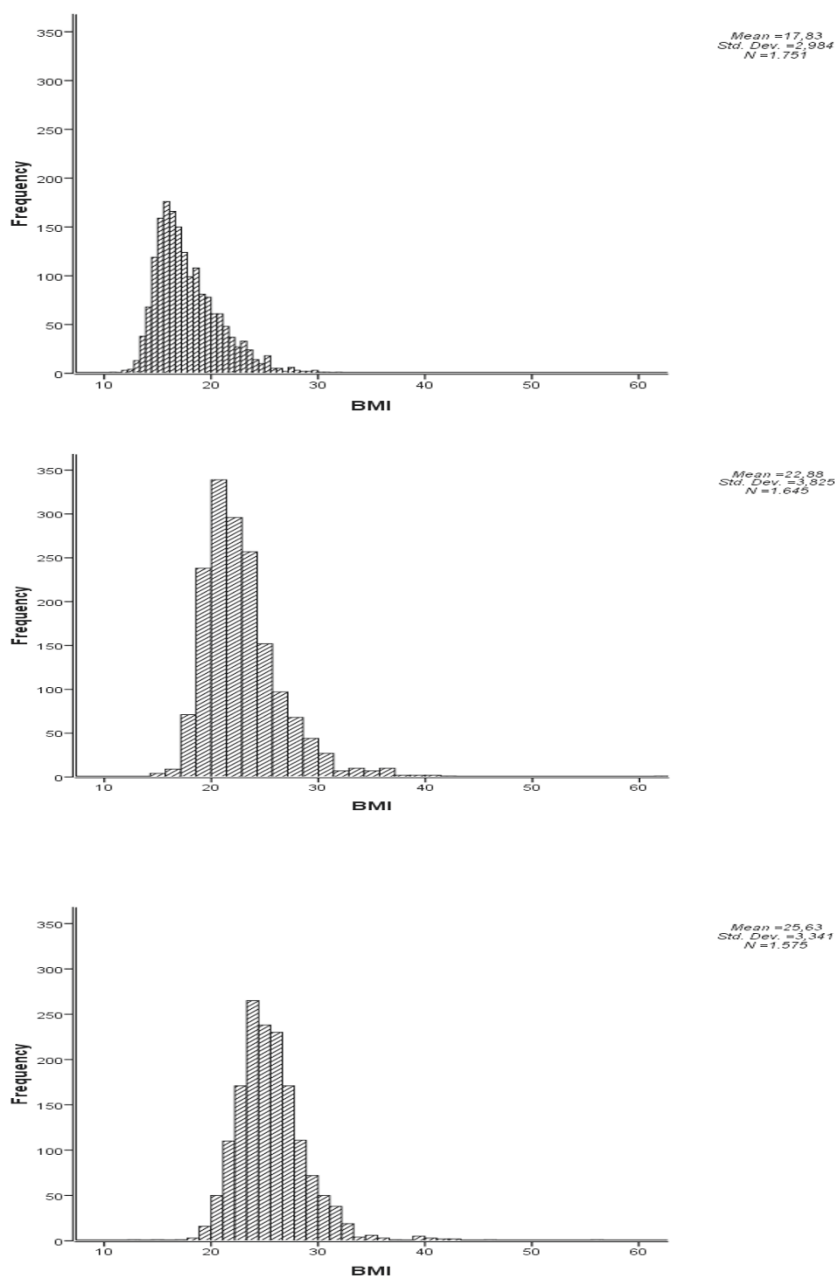 350
300
250
200
150
100
50
0
Frequency
10 20 30 40 50 60
BMI
Mean =17,83
Std. Dev. =2,984
N =1.751
350
300
250
200
150
100
50
0
Frequency
10 20 30 40 50 60
BMI
Mean =22,88
Std. Dev. =3,825
N =1.645
350
300
250
200
150
100
50
0
Frequency
10 20 30 40 50 60
BMI
Mean =25,63
Std. Dev. =3,341
N =1.575